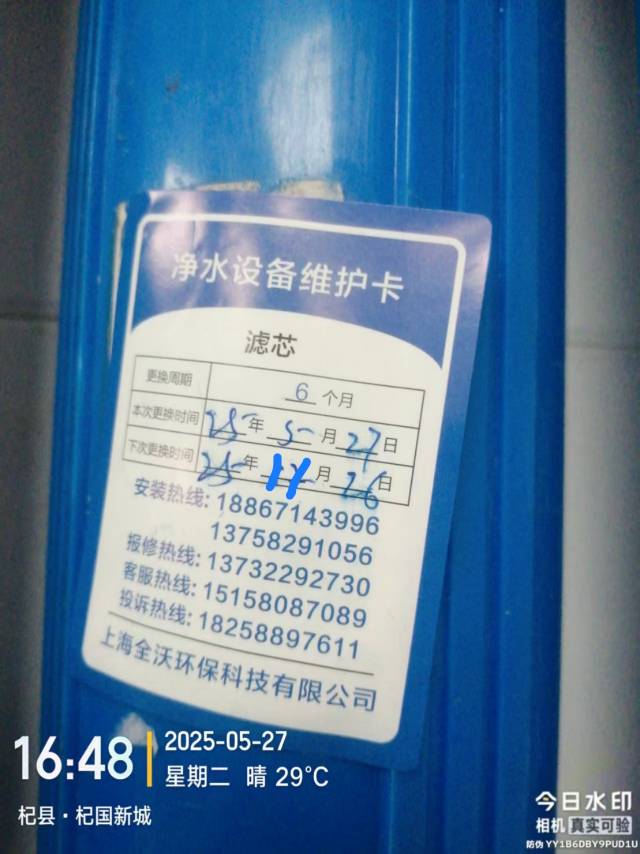 净水设备维护卡
滤芯
更换周期 6 个月
本次更换时间 25 年 5 月 27 日
下次更换时间 25 年 11 月 26 日
安装热线: 18867143996
13758291056
报修热线: 13732292730
客服热线: 15158087089
投诉热线: 18258897611
上海全沃环保科技有限公司
16:48
2025-05-27
星期二 晴 29°C
杞县·杞国新城
今日水印
相机 真实可验
防伪 YY1B6DBY9PUD1U